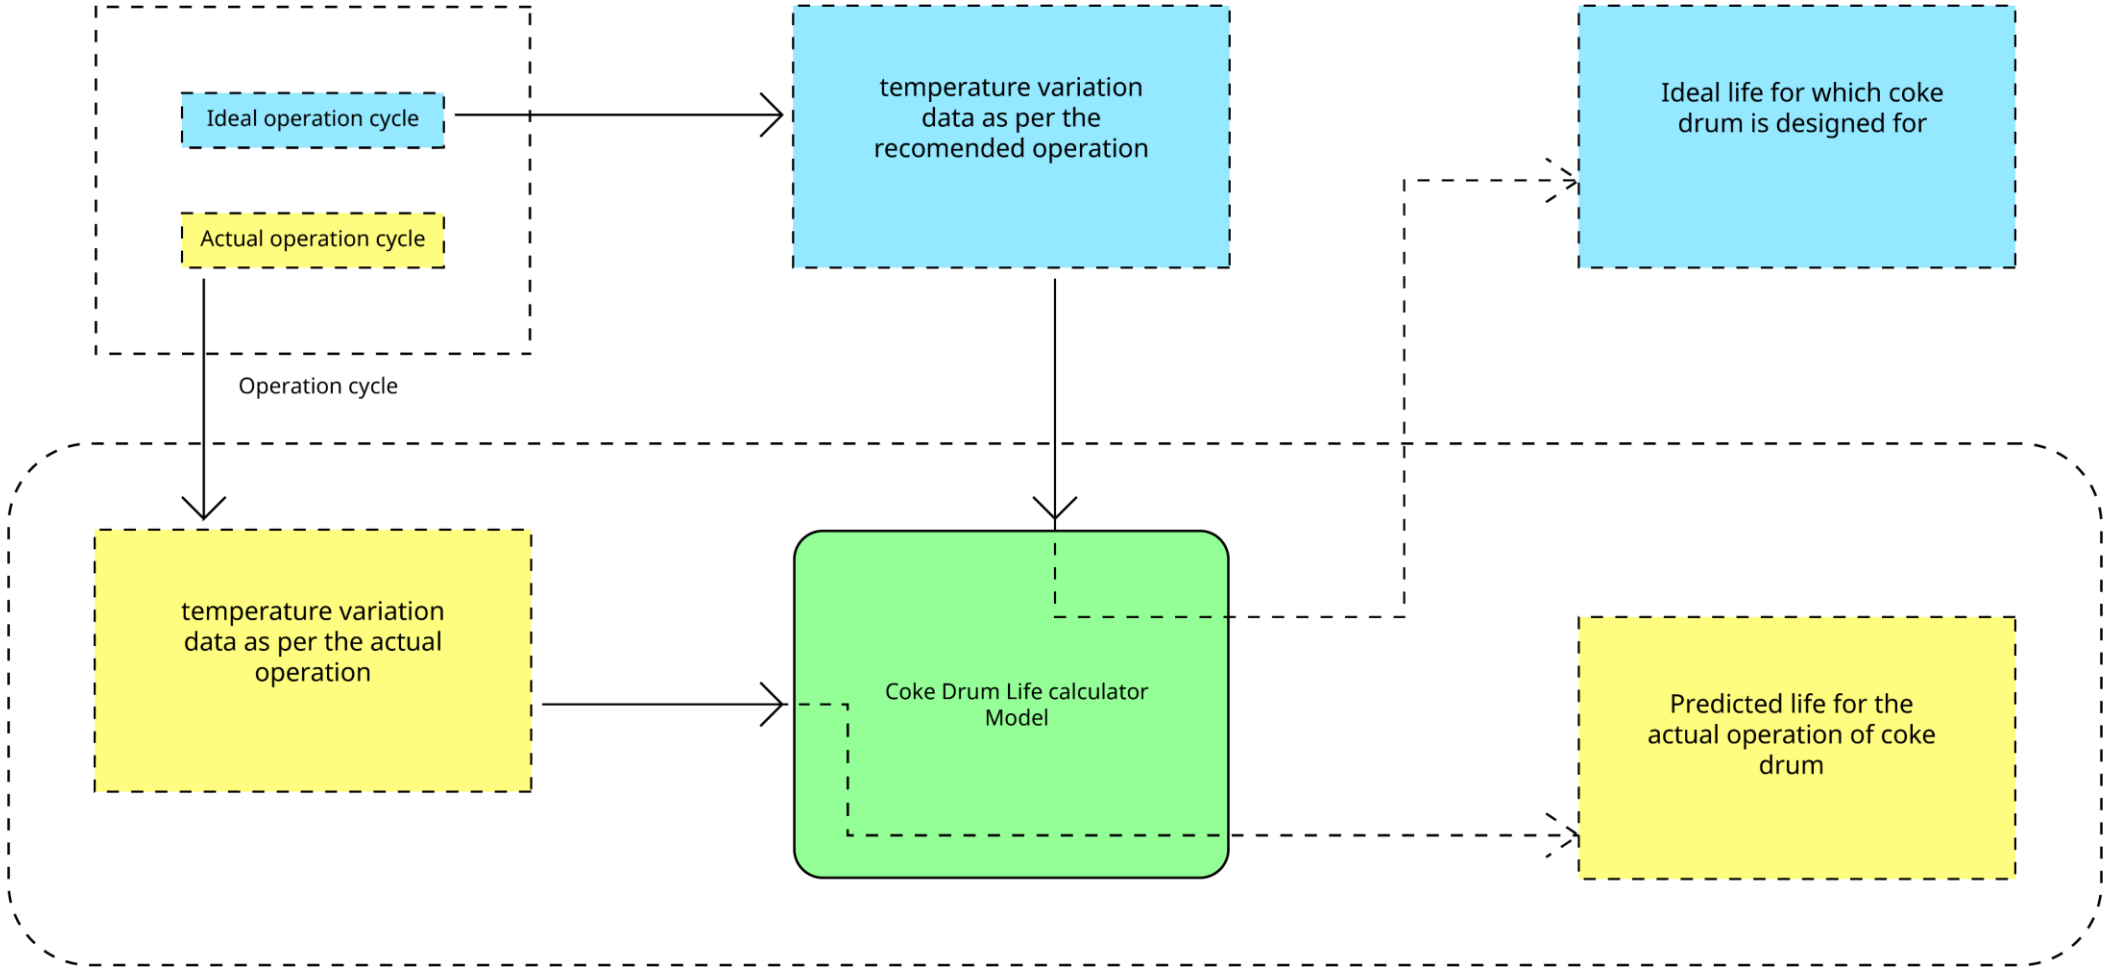 Ideal operation cycle
Actual operation cycle
Operation cycle
temperature variation
data as per the
recomended operation
Ideal life for which coke
drum is designed for
temperature variation
data as per the actual
operation
Coke Drum Life calculator
Model
Predicted life for the
actual operation of coke
drum